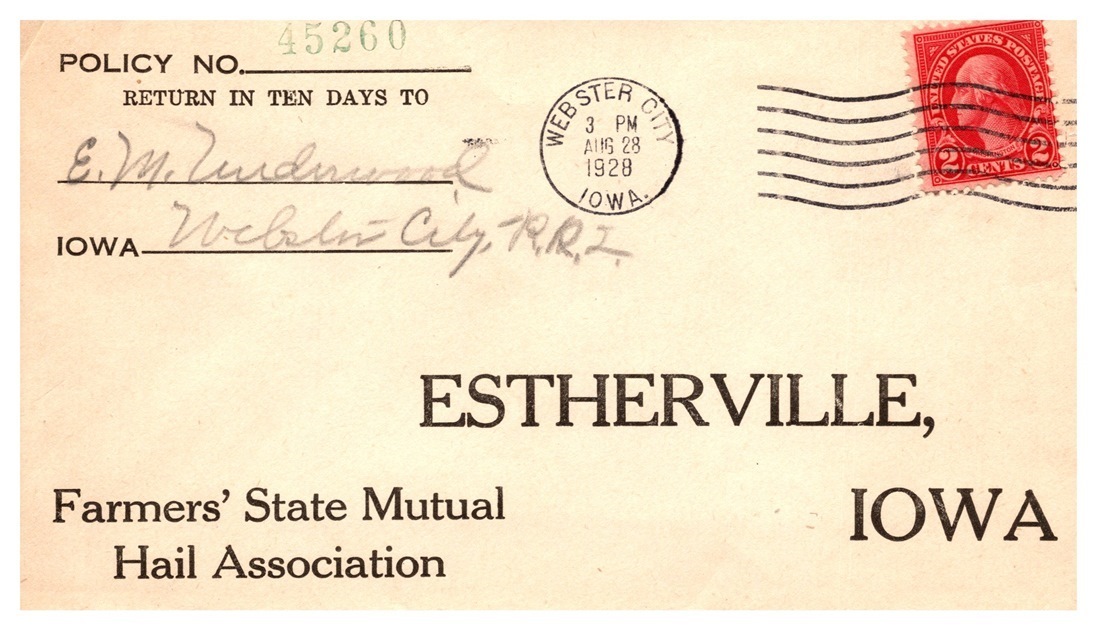 45260
POLICY NO.
RETURN IN TEN DAYS TO
E. M. Underwood
IOWA Webster City, R.R.I.
WEBSTER CITY
3 PM
AUG 28
1928
IOWA.
UNITED STATES POSTAGE
WASHINGTON
2 CENTS 2
ESTHERVILLE,
IOWA
Farmers' State Mutual
Hail Association